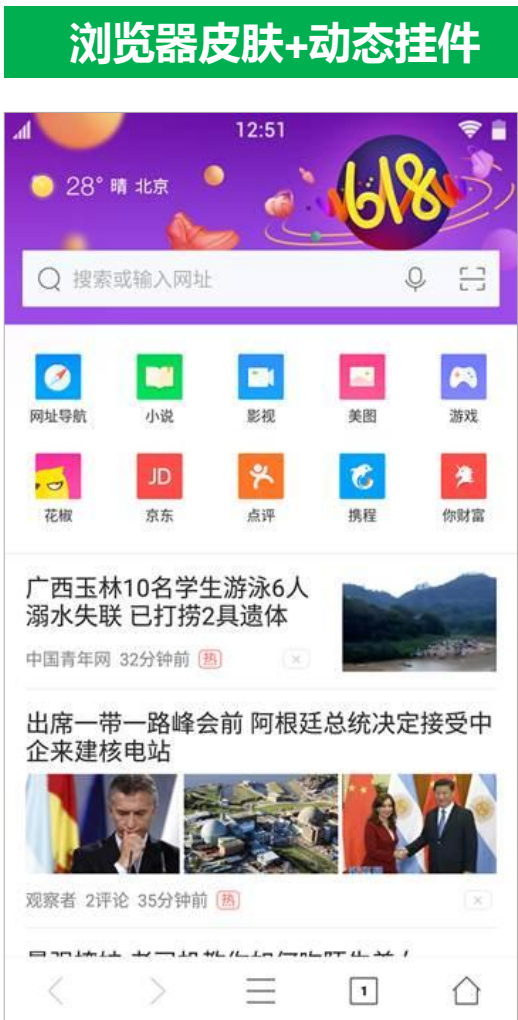 浏览器皮肤+动态挂件
12:51
28° 晴 北京
618
搜索或输入网址
网址导航 小说 影视 美图 游戏
JD
花椒 京东 点评 携程 你财富
广西玉林10名学生游泳6人
溺水失联 已打捞2具遗体
中国青年网 32分钟前 热
出席一带一路峰会前 阿根廷总统决定接受中
企来建核电站
观察者 2评论 35分钟前 热
1